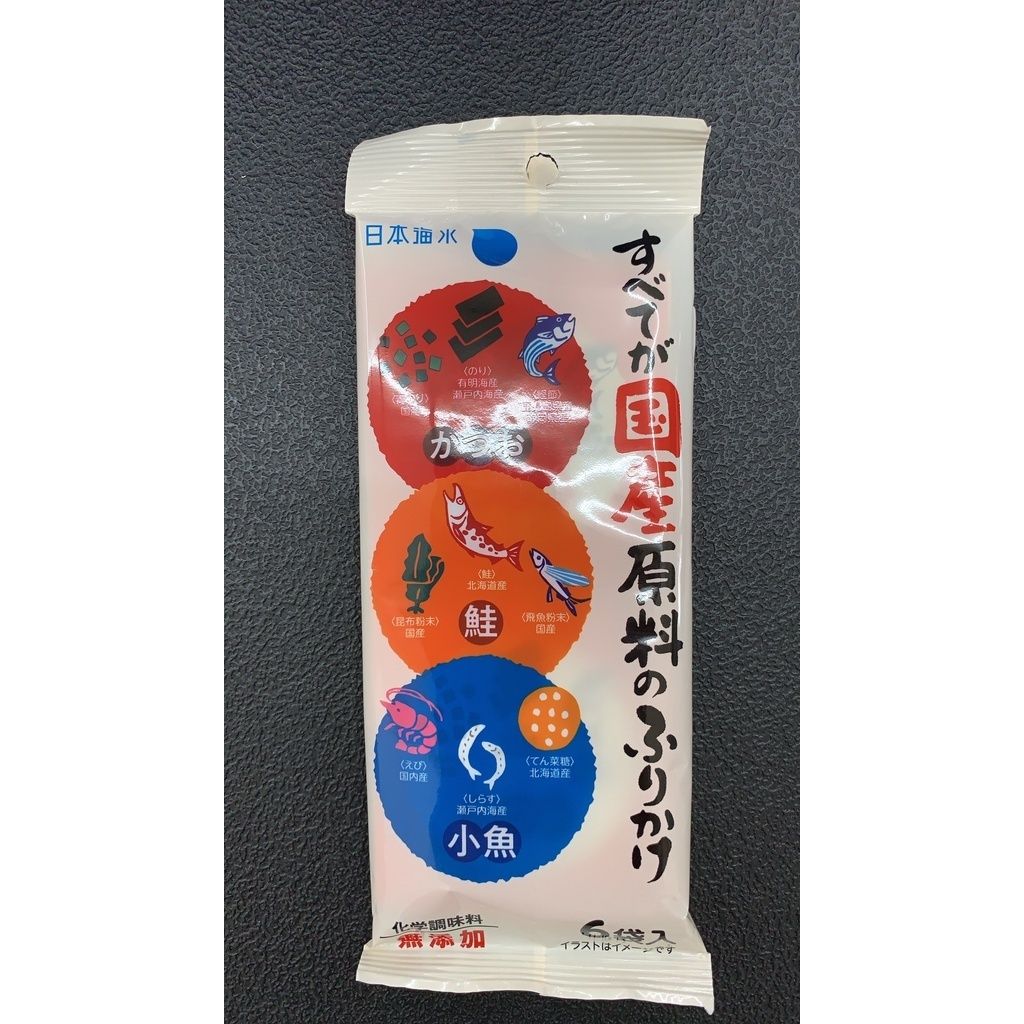 日本海水
すべてが国産原料のふりかけ
〈のり〉
有明海産
瀬戸内海産
国産
〈鰹節〉
かつお
〈鮭〉
北海道産
〈昆布粉末〉
国産
鮭
〈飛魚粉末〉
国産
〈えび〉
国内産
〈てん菜糖〉
北海道産
〈しらす〉
瀬戸内海産
小魚
化学調味料
無添加
6袋入
イラストはイメージです